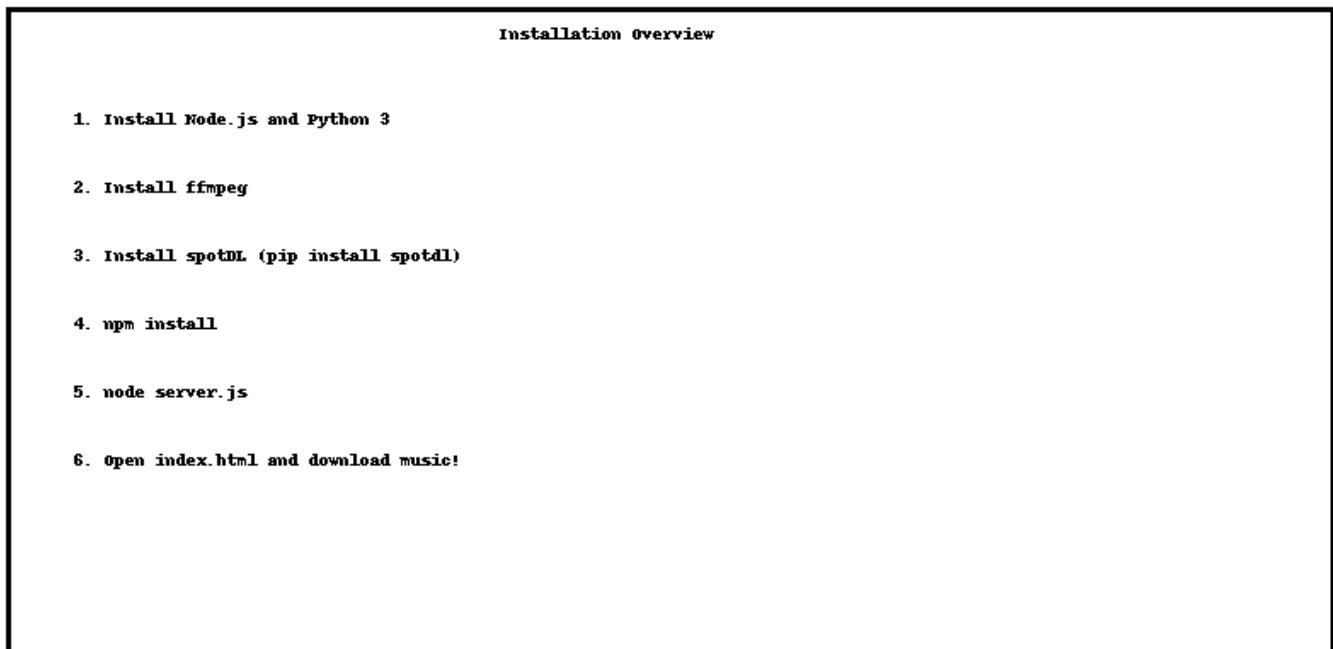 Installation Overview
1. Install Node.js and Python 3
2. Install ffmpeg
3. Install spotDL (pip install spotdl)
4. npm install
5. node server.js
6. Open index.html and download music!